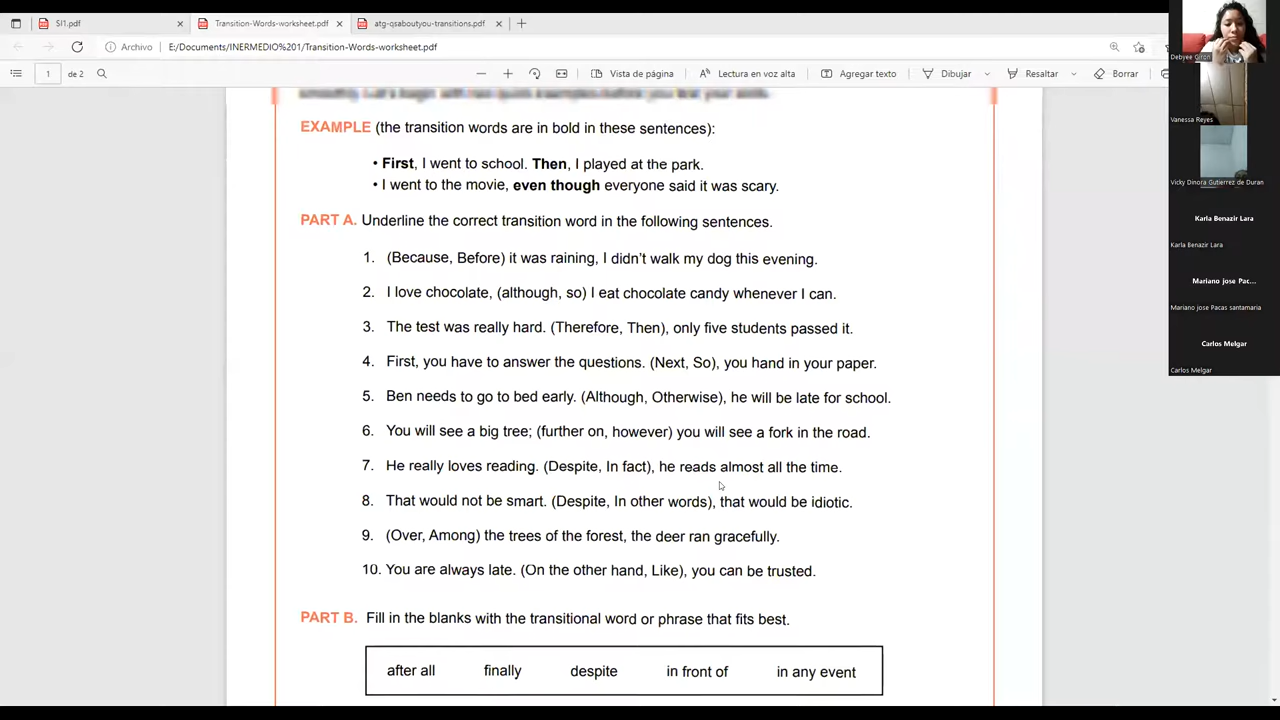 SI1.pdf
Transition-Words-worksheet.pdf
atg-qsaboutyou-transitions.pdf
Archivo
E:/Documents/INERMEDIO%201/Transition-Words-worksheet.pdf
1 de 2
Vista de página
Lectura en voz alta
Agregar texto
Dibujar
Resaltar
Borrar
EXAMPLE (the transition words are in bold in these sentences):
• First, I went to school. Then, I played at the park.
• I went to the movie, even though everyone said it was scary.
PART A. Underline the correct transition word in the following sentences.
1. (Because, Before) it was raining, I didn't walk my dog this evening.
2. I love chocolate, (although, so) I eat chocolate candy whenever I can.
3. The test was really hard. (Therefore, Then), only five students passed it.
4. First, you have to answer the questions. (Next, So), you hand in your paper.
5. Ben needs to go to bed early. (Although, Otherwise), he will be late for school.
6. You will see a big tree; (further on, however) you will see a fork in the road.
7. He really loves reading. (Despite, In fact), he reads almost all the time.
8. That would not be smart. (Despite, In other words), that would be idiotic.
9. (Over, Among) the trees of the forest, the deer ran gracefully.
10. You are always late. (On the other hand, Like), you can be trusted.
PART B. Fill in the blanks with the transitional word or phrase that fits best.
after all finally despite in front of in any event
Debyee Giron
Vanessa Reyes
Vicky Dinora Gutierrez de Duran
Karla Benazir Lara
Karla Benazir Lara
Mariano jose Pac...
Mariano jose Pacas santamaria
Carlos Melgar
Carlos Melgar